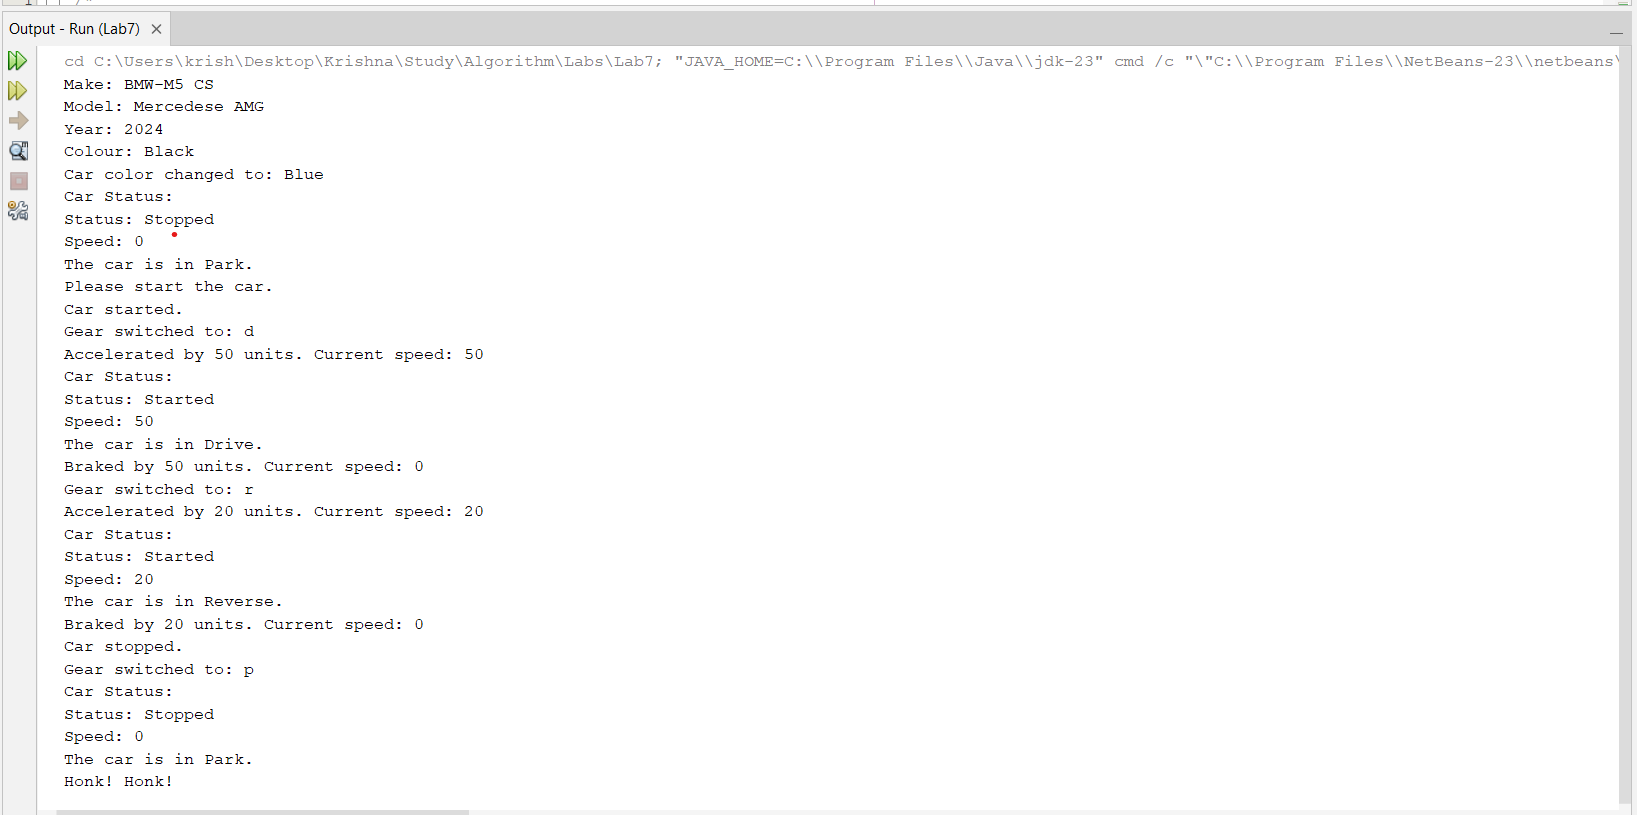 Output - Run (Lab7)
cd C:\Users\krish\Desktop\Krishna\Study\Algorithm\Labs\Lab7; "JAVA_HOME=C:\\Program Files\\Java\\jdk-23" cmd /c "\"C:\\Program Files\\NetBeans-23\\netbeans\
Make: BMW-M5 CS
Model: Mercedese AMG
Year: 2024
Colour: Black
Car color changed to: Blue
Car Status:
Status: Stopped
Speed: 0
The car is in Park.
Please start the car.
Car started.
Gear switched to: d
Accelerated by 50 units. Current speed: 50
Car Status:
Status: Started
Speed: 50
The car is in Drive.
Braked by 50 units. Current speed: 0
Gear switched to: r
Accelerated by 20 units. Current speed: 20
Car Status:
Status: Started
Speed: 20
The car is in Reverse.
Braked by 20 units. Current speed: 0
Car stopped.
Gear switched to: p
Car Status:
Status: Stopped
Speed: 0
The car is in Park.
Honk! Honk!